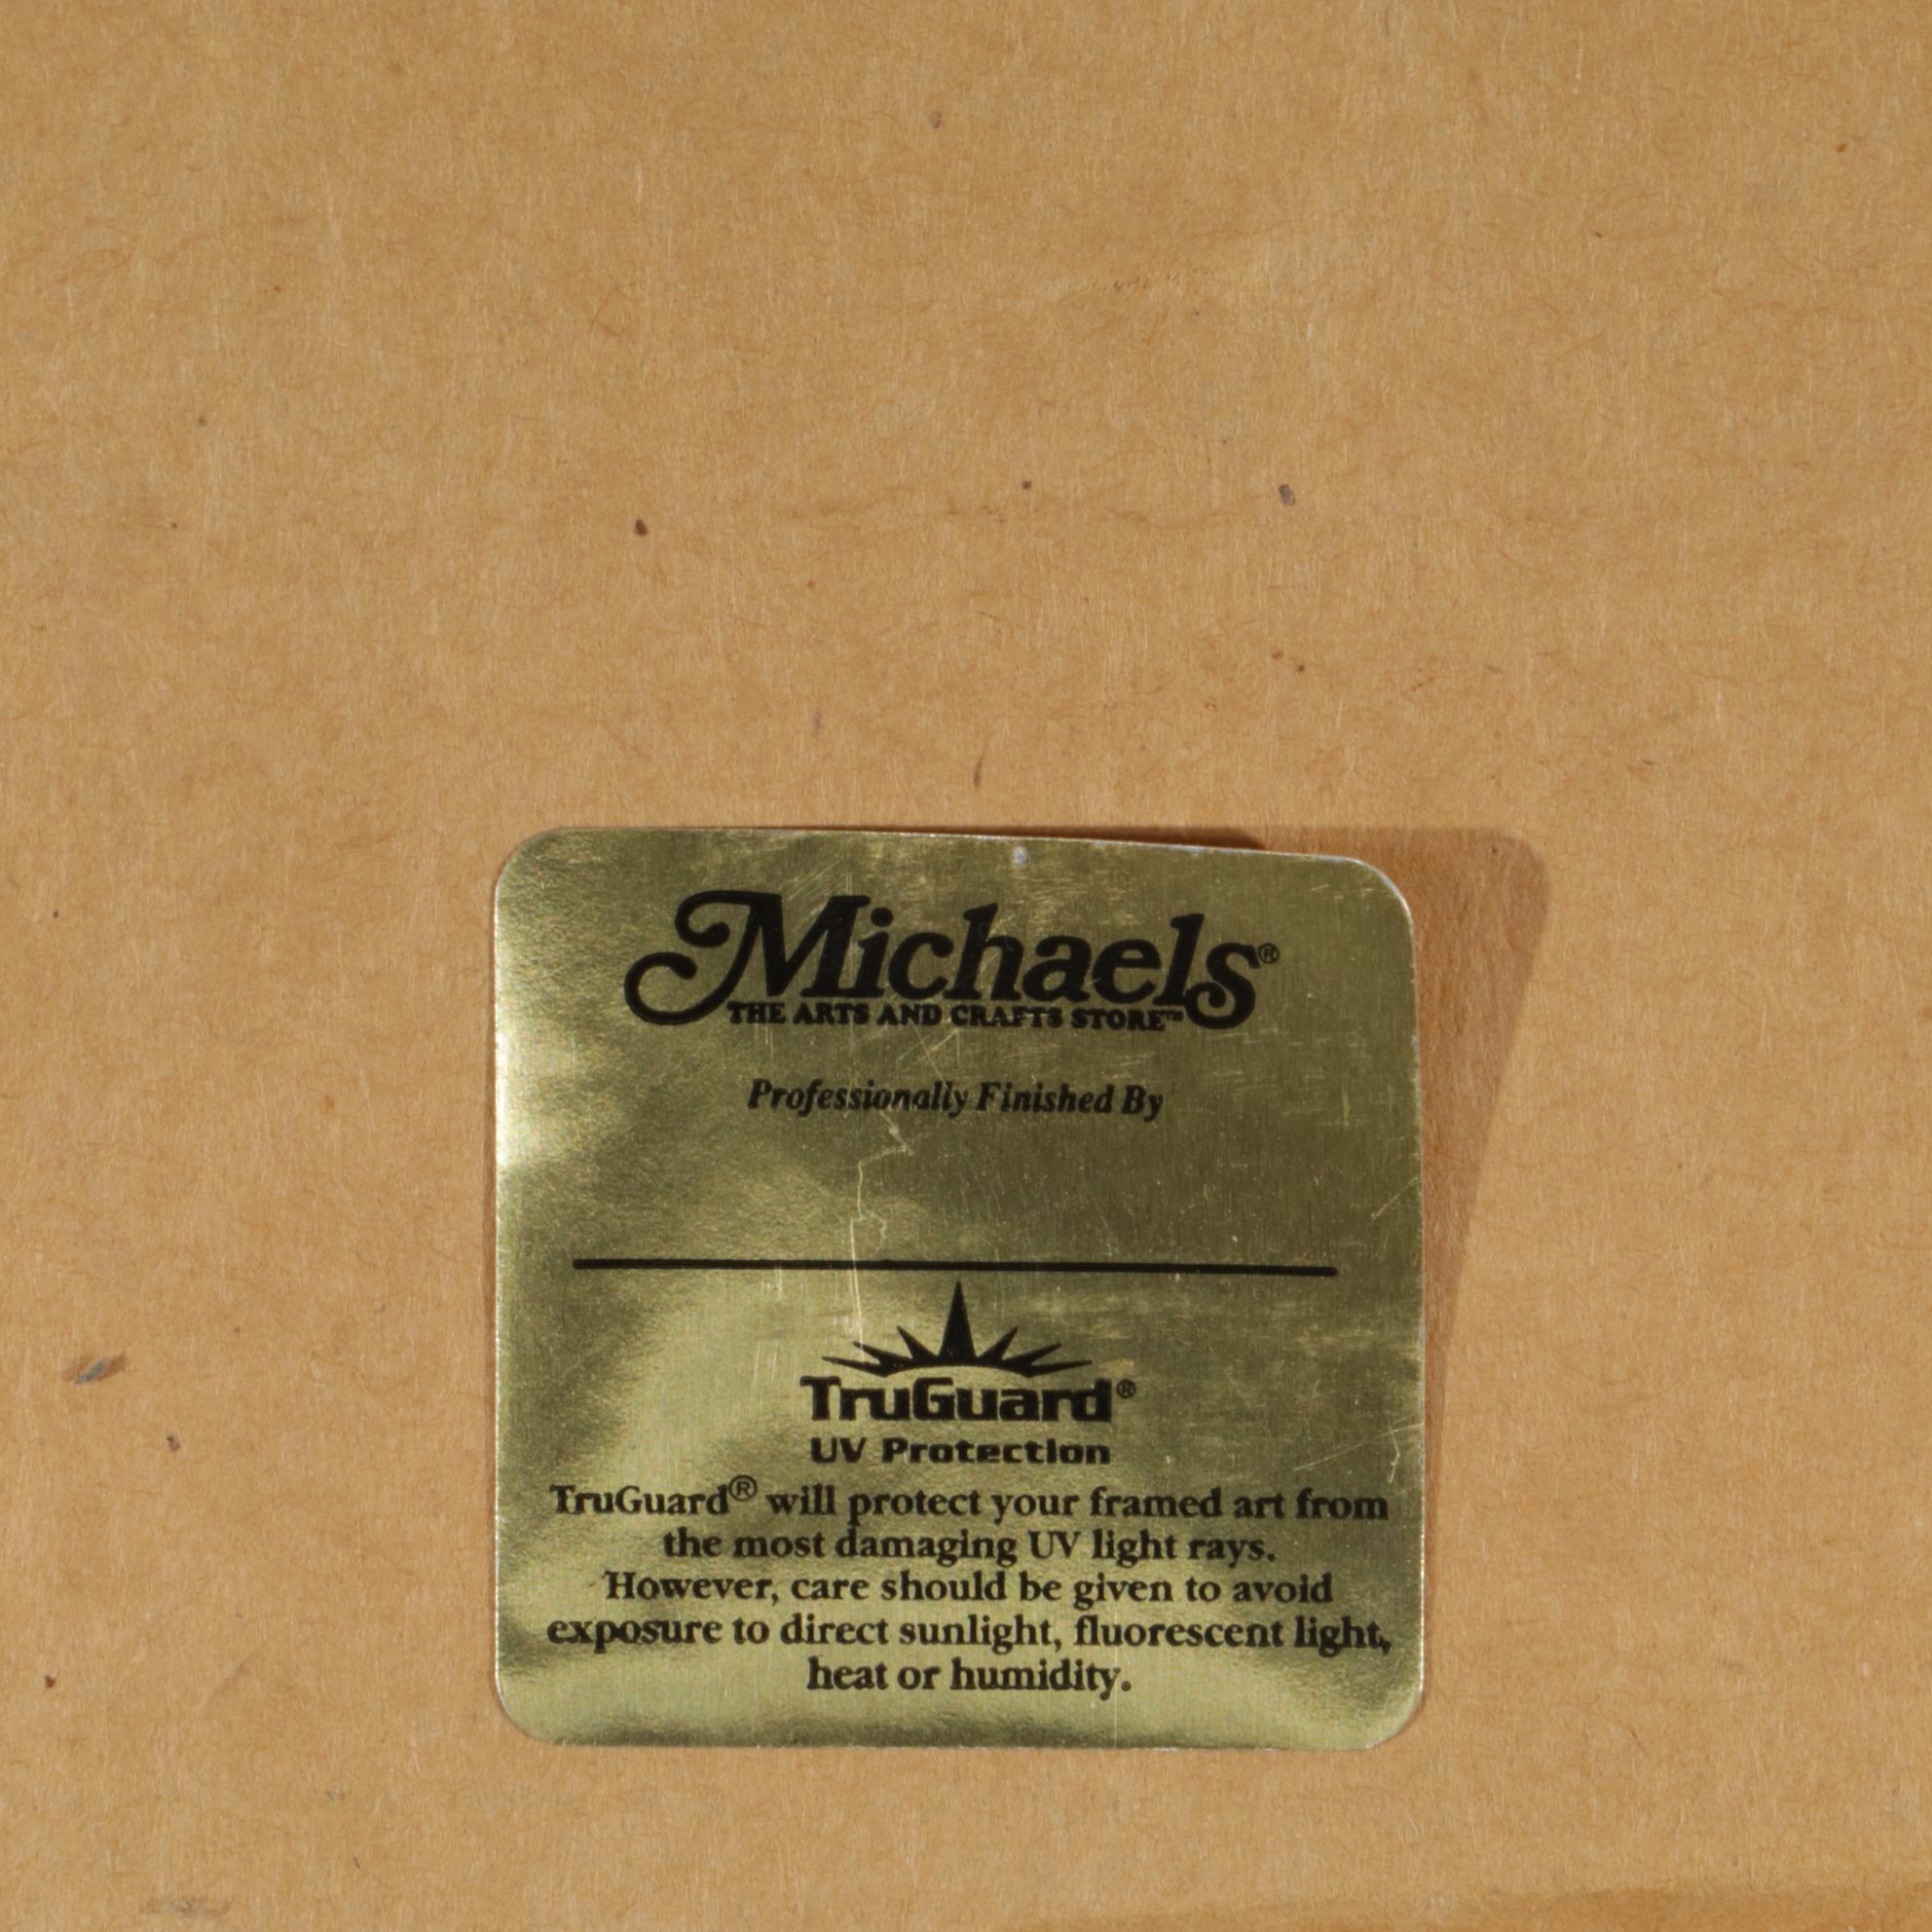 Michaels®
THE ARTS AND CRAFTS STORE™
Professionally Finished By
TruGuard®
UV Protection
TruGuard® will protect your framed art from
the most damaging UV light rays.
However, care should be given to avoid
exposure to direct sunlight, fluorescent light,
heat or humidity.